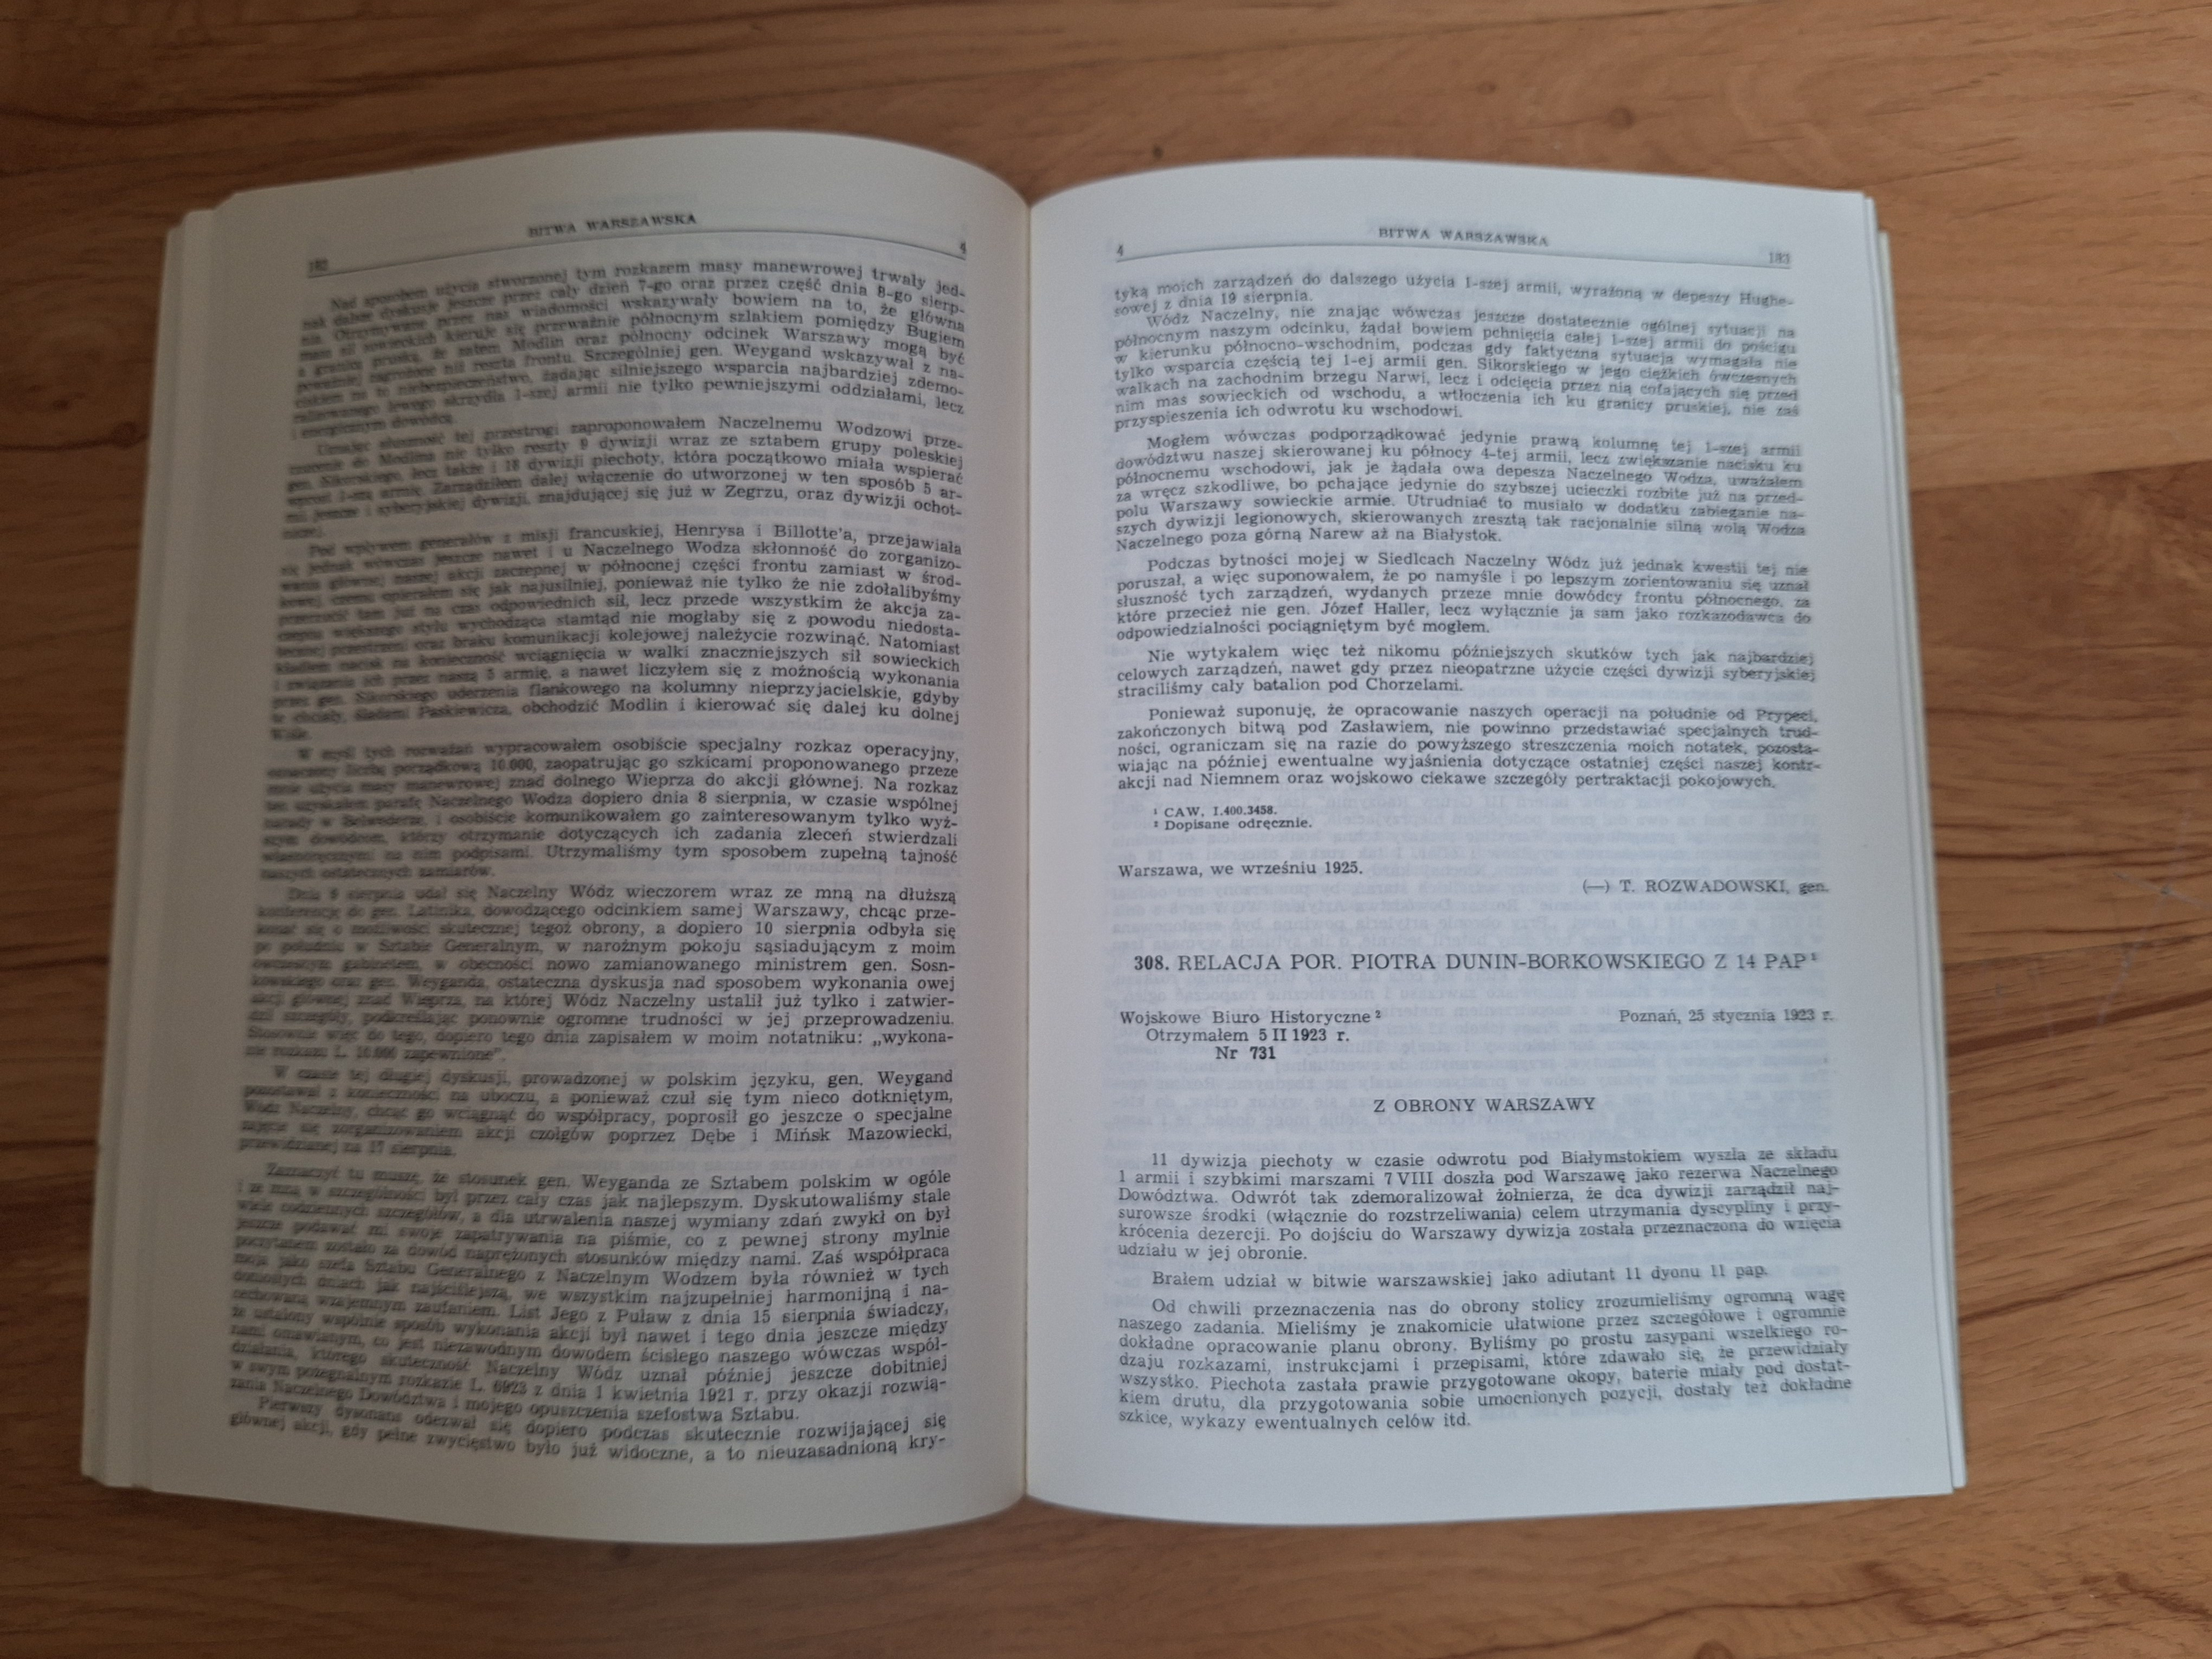 BITWA WARSZAWSKA
182 4
Nad sposobem użycia stworzonej tym rozkazem masy manewrowej trwały jed-
nak dalsze dyskusje jeszcze przez cały dzień 7-go oraz przez część dnia 8-go sierp-
nia. Otrzymywane przez nas wiadomości wskazywały bowiem na to, że główna
masa sił sowieckich kieruje się przeważnie północnym szlakiem pomiędzy Bugiem
a granicą pruską, że zatem Modlin oraz północny odcinek Warszawy mogą być
poważniej zagrożone niż reszta frontu. Szczególniej gen. Weygand wskazywał z na-
ciskiem na to niebezpieczeństwo, żądając silniejszego wsparcia najbardziej zdemo-
ralizowanego lewego skrzydła 1-szej armii nie tylko pewniejszymi oddziałami, lecz
i energicznym dowódcą.
Uznając słuszność tej przestrogi zaproponowałem Naczelnemu Wodzowi prze-
znaczenie do Modlina nie tylko reszty 9 dywizji wraz ze sztabem grupy poleskiej
gen. Sikorskiego, lecz także i 18 dywizji piechoty, która początkowo miała wspierać
wprost 1-szą armię. Zarządziłem dalej włączenie do utworzonej w ten sposób 5 ar-
mii jeszcze i syberyjskiej dywizji, znajdującej się już w Zegrzu, oraz dywizji ochot-
niczej.
Pod wpływem generałów z misji francuskiej, Henrysa i Billotte'a, przejawiała
się jednak wówczas jeszcze nawet i u Naczelnego Wodza skłonność do zorganizo-
wania głównej naszej akcji zaczepnej w północnej części frontu zamiast w środ-
kowej, czemu opierałem się jak najusilniej, ponieważ nie tylko że nie zdołalibyśmy
przerzucić tam już na czas odpowiednich sił, lecz przede wszystkim że akcja za-
czepna większego stylu wychodząca stamtąd nie mogłaby się z powodu niedosta-
tecznej przestrzeni oraz braku komunikacji kolejowej należycie rozwinąć. Natomiast
kładłem nacisk na konieczność wciągnięcia w walki znaczniejszych sił sowieckich
i związania ich przez naszą 5 armię, a nawet liczyłem się z możnością wykonania
przez gen. Sikorskiego uderzenia flankowego na kolumny nieprzyjacielskie, gdyby
te chciały, śladami Paskiewicza, obchodzić Modlin i kierować się dalej ku dolnej
Wiśle.
W myśl tych rozważań wypracowałem osobiście specjalny rozkaz operacyjny,
oznaczony liczbą porządkową 10.000, zaopatrując go szkicami proponowanego przeze
mnie użycia masy manewrowej znad dolnego Wieprza do akcji głównej. Na rozkaz
ten uzyskałem parafę Naczelnego Wodza dopiero dnia 8 sierpnia, w czasie wspólnej
narady w Belwederze, i osobiście komunikowałem go zainteresowanym tylko wyż-
szym dowódcom, którzy otrzymanie dotyczących ich zadania zleceń stwierdzali
własnoręcznymi na nim podpisami. Utrzymaliśmy tym sposobem zupełną tajność
naszych ostatecznych zamiarów.
Dnia 9 sierpnia udał się Naczelny Wódz wieczorem wraz ze mną na dłuższą
konferencję do gen. Latinika, dowodzącego odcinkiem samej Warszawy, chcąc prze-
konać się o możliwości skutecznej tegoż obrony, a dopiero 10 sierpnia odbyła się
po południu w Sztabie Generalnym, w narożnym pokoju sąsiadującym z moim
ówczesnym gabinetem, w obecności nowo zamianowanego ministrem gen. Sosn-
kowskiego oraz gen. Weyganda, ostateczna dyskusja nad sposobem wykonania owej
akcji głównej znad Wieprza, na której Wódz Naczelny ustalił już tylko i zatwier-
dził szczegóły, podkreślając ponownie ogromne trudności w jej przeprowadzeniu.
Stosownie więc do tego, dopiero tego dnia zapisałem w moim notatniku: „wykona-
nie rozkazu L. 10.000 zapewnione".
W czasie tej długiej dyskusji, prowadzonej w polskim języku, gen. Weygand
pozostawał z konieczności na uboczu, a ponieważ czuł się tym nieco dotkniętym,
Wódz Naczelny, chcąc go wciągnąć do współpracy, poprosił go jeszcze o specjalne
zajęcie się zorganizowaniem akcji czołgów poprzez Dębe i Mińsk Mazowiecki,
przewidzianej na 17 sierpnia.
Zaznaczyć tu muszę, że stosunek gen. Weyganda ze Sztabem polskim w ogóle
i ze mną w szczególności był przez cały czas jak najlepszym. Dyskutowaliśmy stale
wiele codziennych szczegółów, a dla utrwalenia naszej wymiany zdań zwykł on był
jeszcze podawać mi swoje zapatrywania na piśmie, co z pewnej strony mylnie
poczytanem zostało za dowód naprężonych stosunków między nami. Zaś współpraca
moja jako szefa Sztabu Generalnego z Naczelnym Wodzem była również w tych
doniosłych dniach jak najściślejszą, we wszystkim najzupełniej harmonijną i na-
cechowaną wzajemnym zaufaniem. List Jego z Puław z dnia 15 sierpnia świadczy,
że ustalony wspólnie sposób wykonania akcji był nawet i tego dnia jeszcze między
nami omawianym, co jest niezawodnym dowodem ścisłego naszego wówczas współ-
działania, którego skuteczność Naczelny Wódz uznał później jeszcze dobitniej
w swym pożegnalnym rozkazie L. 6923 z dnia 1 kwietnia 1921 r. przy okazji rozwią-
zania Naczelnego Dowództwa i mojego opuszczenia szefostwa Sztabu.
Pierwszy dysonans odezwał się dopiero podczas skutecznie rozwijającej się
głównej akcji, gdy pełne zwycięstwo było już widoczne, a to nieuzasadnioną kry-
BITWA WARSZAWSKA
4 183
tyką moich zarządzeń do dalszego użycia 1-szej armii, wyrażoną w depeszy Hughe-
sowej z dnia 19 sierpnia.
Wódz Naczelny, nie znając wówczas jeszcze dostatecznie ogólnej sytuacji na
północnym naszym odcinku, żądał bowiem pchnięcia całej 1-szej armii do pościgu
w kierunku północno-wschodnim, podczas gdy faktyczna sytuacja wymagała nie
tylko wsparcia częścią tej 1-ej armii gen. Sikorskiego w jego ciężkich ówczesnych
walkach na zachodnim brzegu Narwi, lecz i odcięcia przez nią cofających się przed
nim mas sowieckich od wschodu, a wtłoczenia ich ku granicy pruskiej, nie zaś
przyspieszenia ich odwrotu ku wschodowi.
Mogłem wówczas podporządkować jedynie prawą kolumnę tej 1-szej armii
dowództwu naszej skierowanej ku północy 4-tej armii, lecz zwiększanie nacisku ku
północnemu wschodowi, jak je żądała owa depesza Naczelnego Wodza, uważałem
za wręcz szkodliwe, bo pchające jedynie do szybszej ucieczki rozbite już na przed-
polu Warszawy sowieckie armie. Utrudniać to musiało w dodatku zabieganie na-
szych dywizji legionowych, skierowanych zresztą tak racjonalnie silną wolą Wodza
Naczelnego poza górną Narew aż na Białystok.
Podczas bytności mojej w Siedlcach Naczelny Wódz już jednak kwestii tej nie
poruszał, a więc suponowałem, że po namyśle i po lepszym zorientowaniu się uznał
słuszność tych zarządzeń, wydanych przeze mnie dowódcy frontu północnego, za
które przecież nie gen. Józef Haller, lecz wyłącznie ja sam jako rozkazodawca do
odpowiedzialności pociągniętym być mogłem.
Nie wytykałem więc też nikomu późniejszych skutków tych jak najbardziej
celowych zarządzeń, nawet gdy przez nieopatrzne użycie części dywizji syberyjskiej
straciliśmy cały batalion pod Chorzelami.
Ponieważ suponuję, że opracowanie naszych operacji na południe od Prypeci,
zakończonych bitwą pod Zasławiem, nie powinno przedstawiać specjalnych trud-
ności, ograniczam się na razie do powyższego streszczenia moich notatek, pozosta-
wiając na później ewentualne wyjaśnienia dotyczące ostatniej części naszej kontr-
akcji nad Niemnem oraz wojskowo ciekawe szczegóły pertraktacji pokojowych.
¹ CAW, I.400.3458.
² Dopisane odręcznie.
Warszawa, we wrześniu 1925.
(—) T. ROZWADOWSKI, gen.
308. RELACJA POR. PIOTRA DUNIN-BORKOWSKIEGO Z 14 PAP¹
Wojskowe Biuro Historyczne² Poznań, 25 stycznia 1923 r.
Otrzymałem 5 II 1923 r.
Nr 731
Z OBRONY WARSZAWY
11 dywizja piechoty w czasie odwrotu pod Białymstokiem wyszła ze składu
1 armii i szybkimi marszami 7 VIII doszła pod Warszawę jako rezerwa Naczelnego
Dowództwa. Odwrót tak zdemoralizował żołnierza, że dca dywizji zarządził naj-
surowsze środki (włącznie do rozstrzeliwania) celem utrzymania dyscypliny i przy-
krócenia dezercji. Po dojściu do Warszawy dywizja została przeznaczona do wzięcia
udziału w jej obronie.
Brałem udział w bitwie warszawskiej jako adiutant 11 dyonu 11 pap.
Od chwili przeznaczenia nas do obrony stolicy zrozumieliśmy ogromną wagę
naszego zadania. Mieliśmy je znakomicie ułatwione przez szczegółowe i ogromnie
dokładne opracowanie planu obrony. Byliśmy po prostu zasypani wszelkiego ro-
dzaju rozkazami, instrukcjami i przepisami, które zdawało się, że przewidziały
wszystko. Piechota zastała prawie przygotowane okopy, baterie miały pod dostat-
kiem drutu, dla przygotowania sobie umocnionych pozycji, dostały też dokładne
szkice, wykazy ewentualnych celów itd.